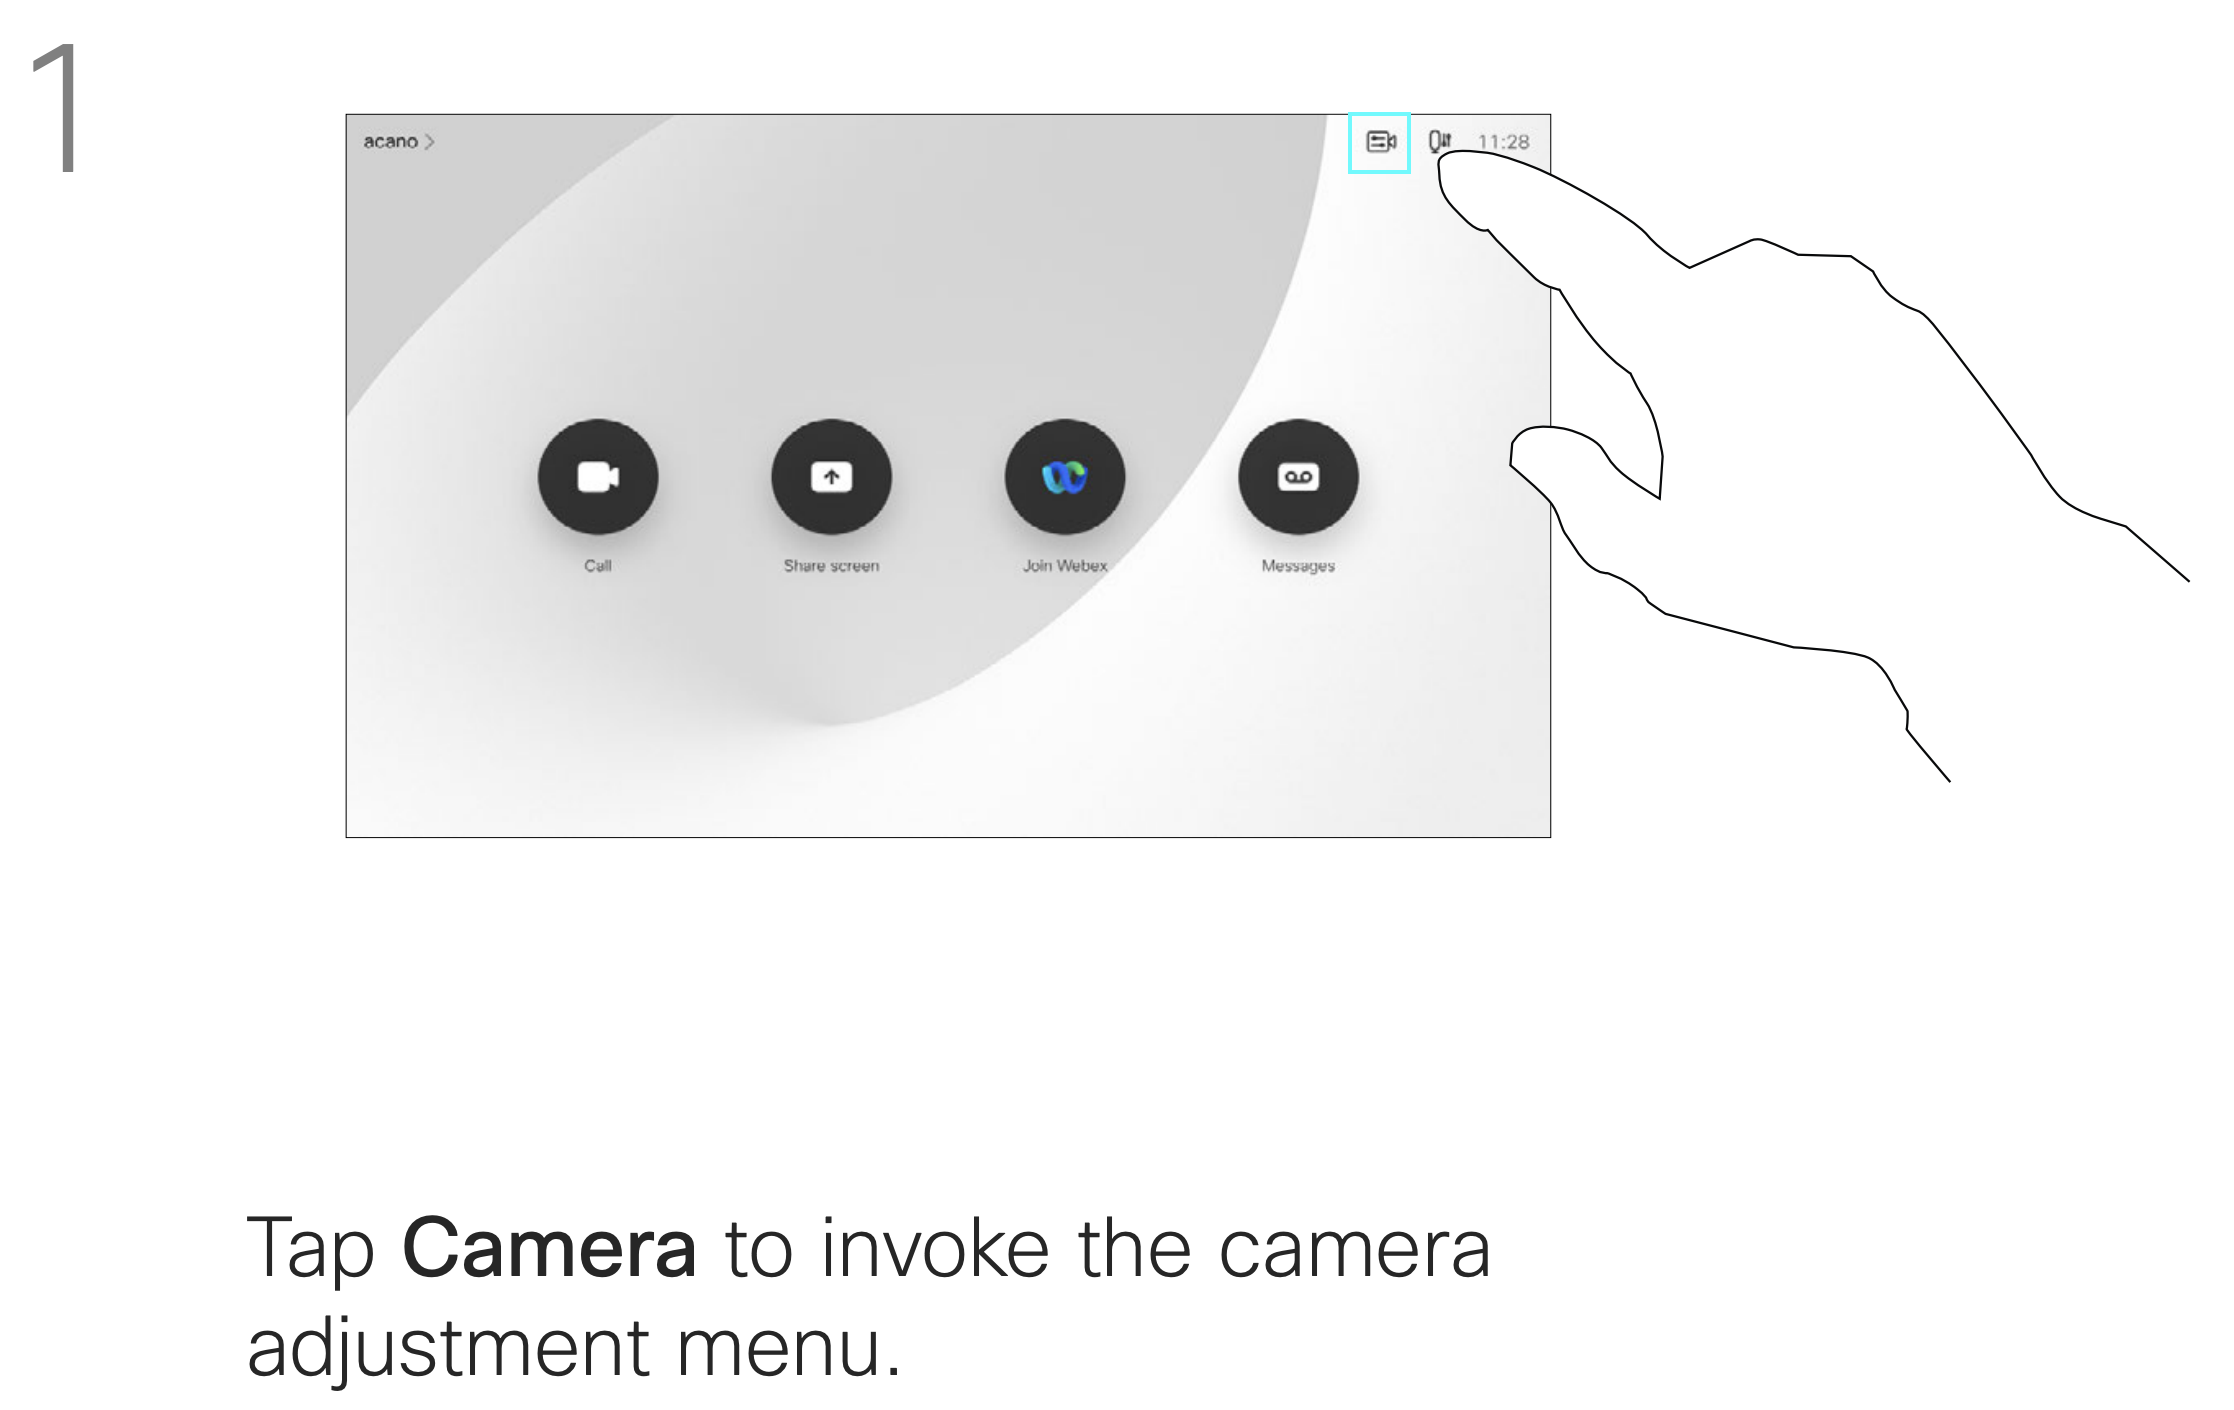 1
acano
11:28
Call
Share screen
Join Webex
Messages
Tap Camera to invoke the camera
adjustment menu.